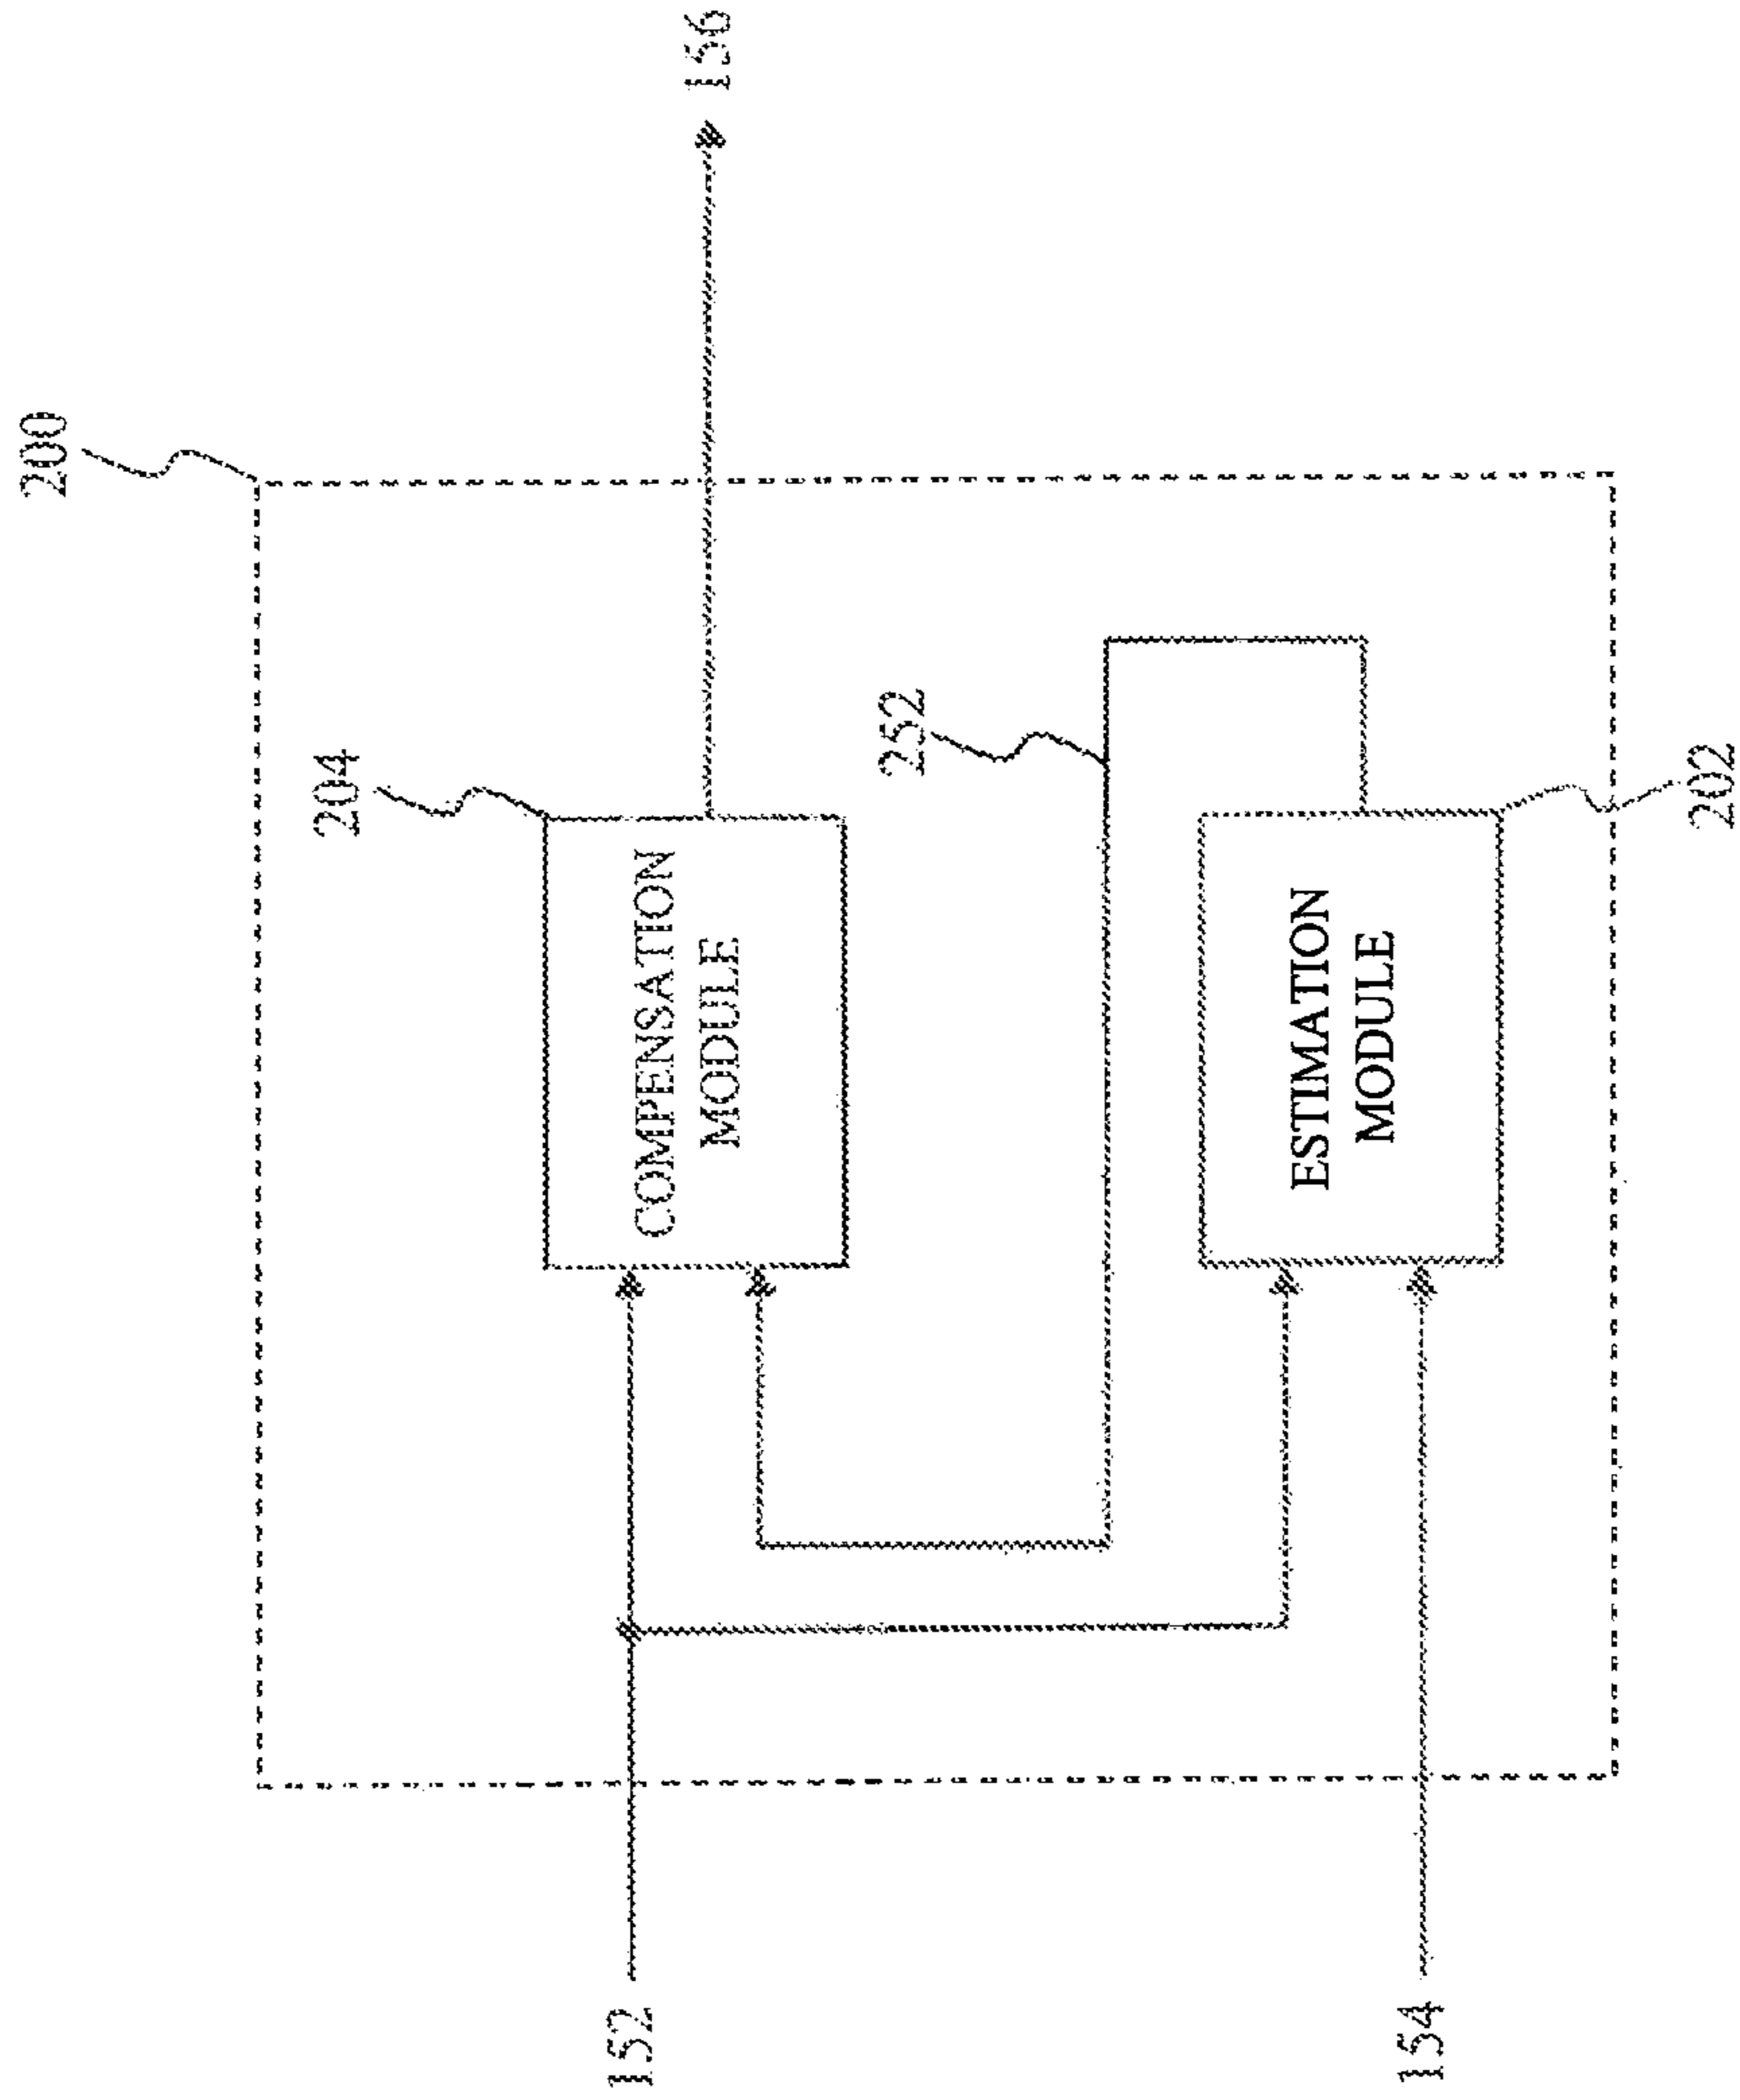 200
156
204
COMPENSATION
MODULE
252
152
ESTIMATION
MODULE
202
154